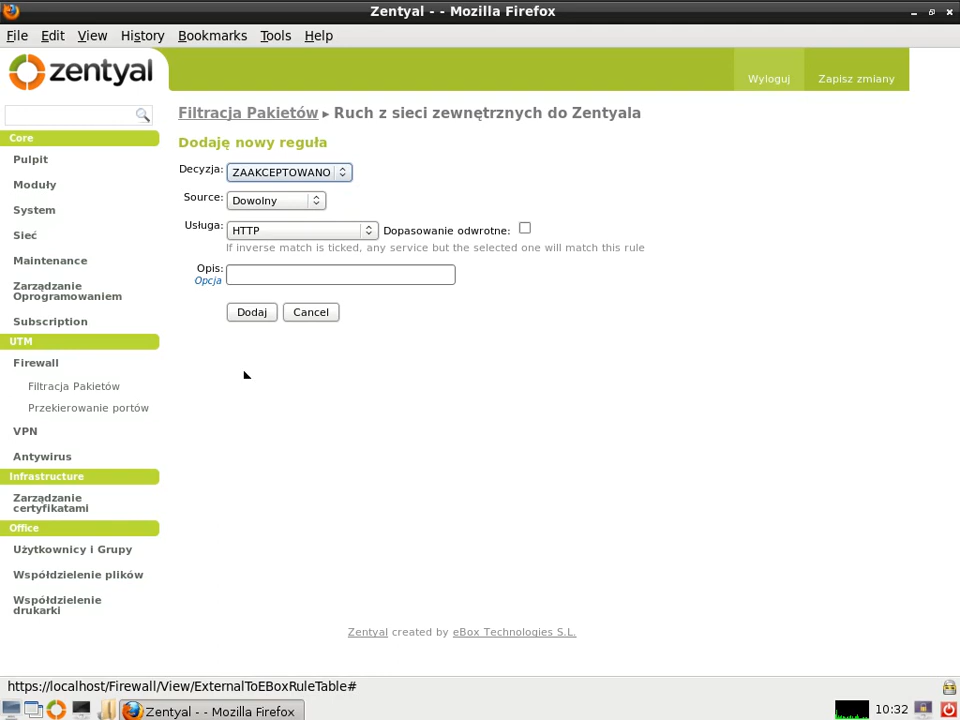 Zentyal - - Mozilla Firefox
File Edit View History Bookmarks Tools Help
zentyal
Wyloguj Zapisz zmiany
Filtracja Pakietów ▸ Ruch z sieci zewnętrznych do Zentyala
Dodaję nowy reguła
Decyzja: ZAAKCEPTOWANO
Source: Dowolny
Usługa: HTTP Dopasowanie odwrotne:
If inverse match is ticked, any service but the selected one will match this rule
Opis:
Opcja
Dodaj Cancel
Core
Pulpit
Moduły
System
Sieć
Maintenance
Zarządzanie
Oprogramowaniem
Subscription
UTM
Firewall
Filtracja Pakietów
Przekierowanie portów
VPN
Antywirus
Infrastructure
Zarządzanie
certyfikatami
Office
Użytkownicy i Grupy
Współdzielenie plików
Współdzielenie
drukarki
Zentyal created by eBox Technologies S.L.
https://localhost/Firewall/View/ExternalToEBoxRuleTable#
Zentyal - - Mozilla Firefox
10:32